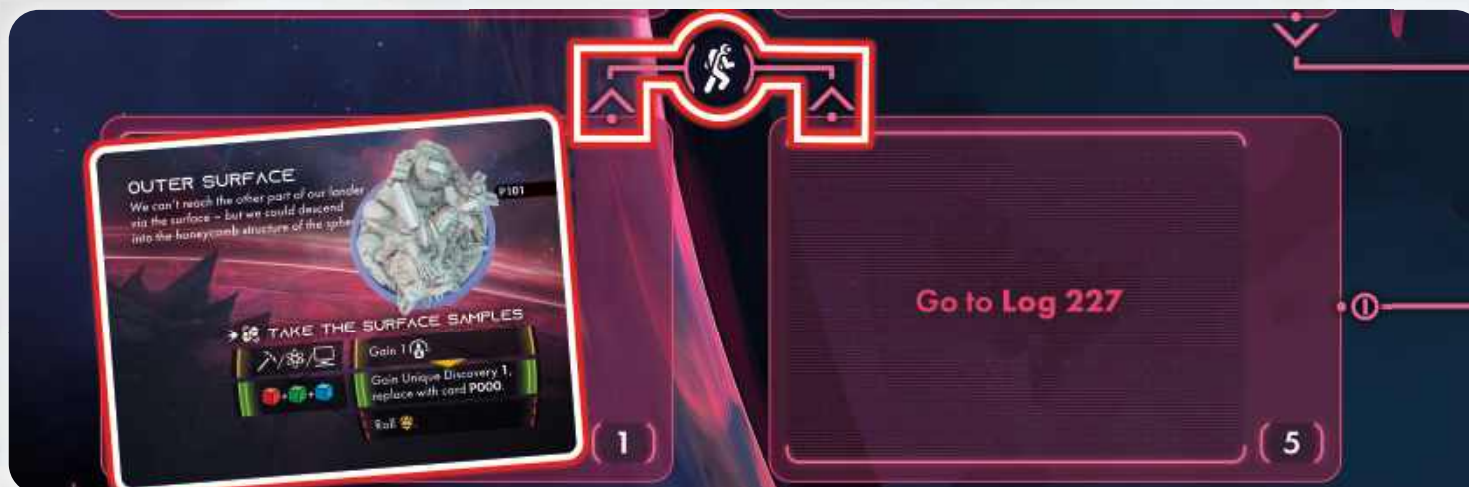 OUTER SURFACE
We can't reach the other part of our lander
via the surface – but we could descend
into the honeycomb structure of the sphere
P101
TAKE THE SURFACE SAMPLES
Gain 1
Gain Unique Discovery 1,
replace with card PD00.
Roll
1
Go to Log 227
5